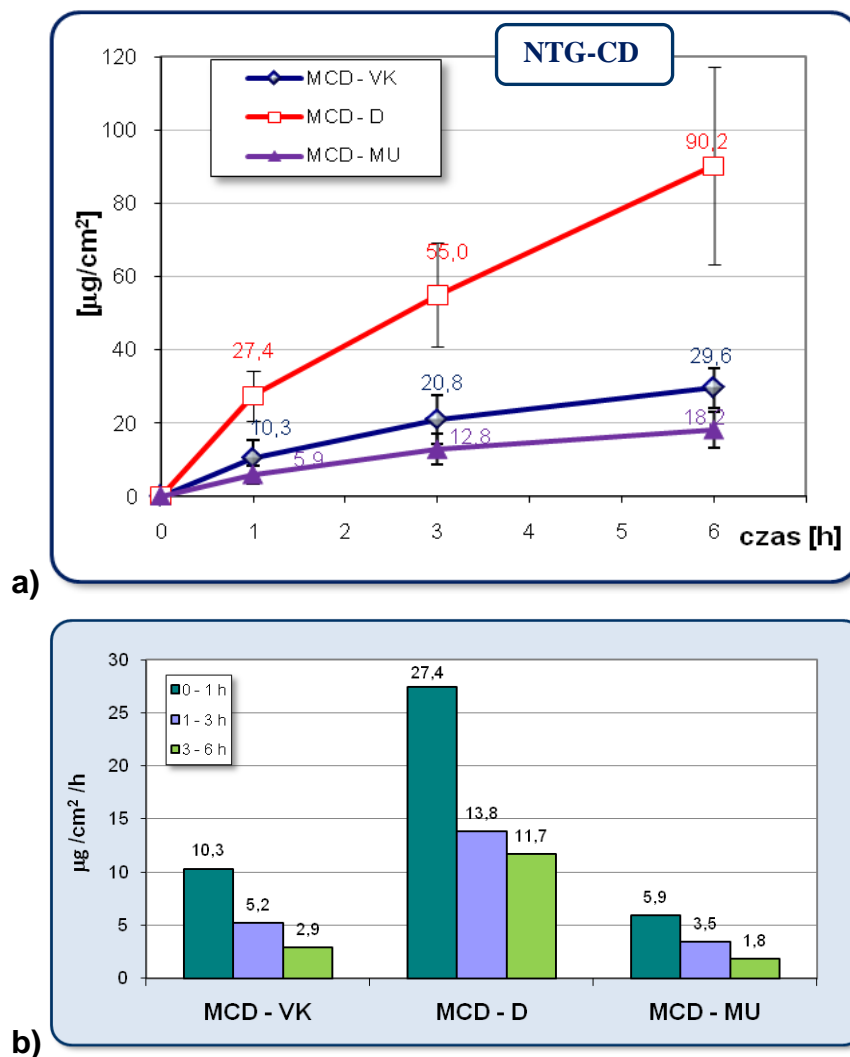 NTG-CD
MCD - VK
MCD - D
MCD - MU
[µg/cm²]
120
100
80
60
40
20
0
90,2
55,0
27,4
29,6
20,8
10,3
18,2
12,8
5,9
0 1 2 3 4 5 6
czas [h]
a)
µg /cm² /h
30
25
20
15
10
5
0
0 - 1 h
1 - 3 h
3 - 6 h
10,3
5,2
2,9
27,4
13,8
11,7
5,9
3,5
1,8
MCD - VK MCD - D MCD - MU
b)